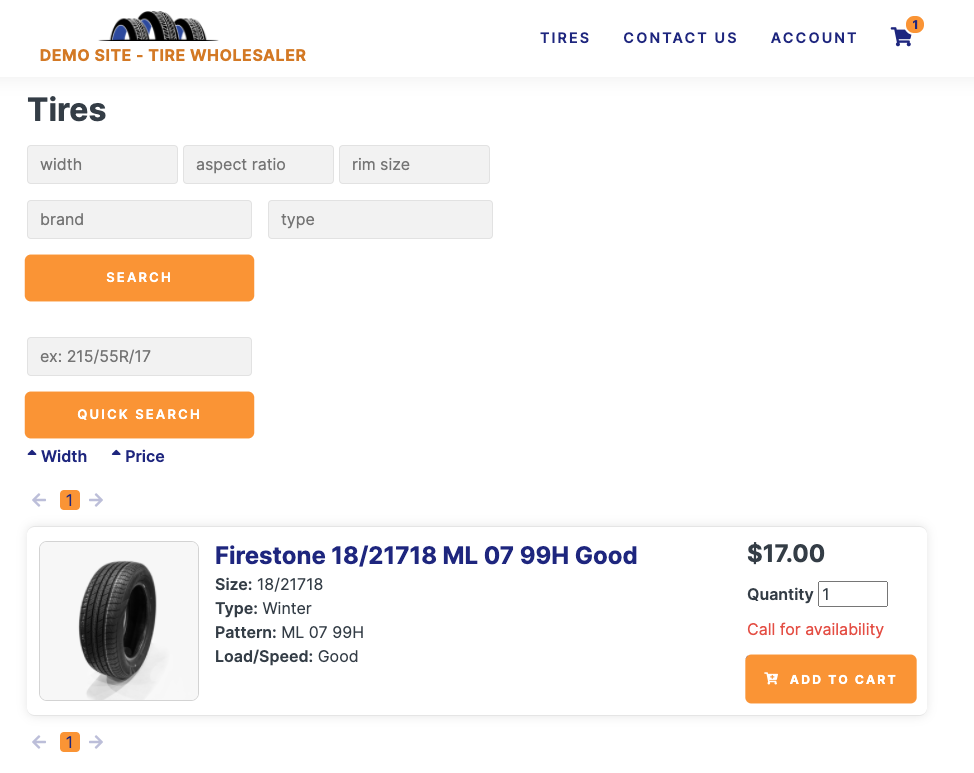 DEMO SITE - TIRE WHOLESALER
TIRES
CONTACT US
ACCOUNT
1
Tires
width
aspect ratio
rim size
brand
type
SEARCH
ex: 215/55R/17
QUICK SEARCH
Width
Price
1
Firestone 18/21718 ML 07 99H Good
Size: 18/21718
Type: Winter
Pattern: ML 07 99H
Load/Speed: Good
$17.00
Quantity 1
Call for availability
ADD TO CART
1